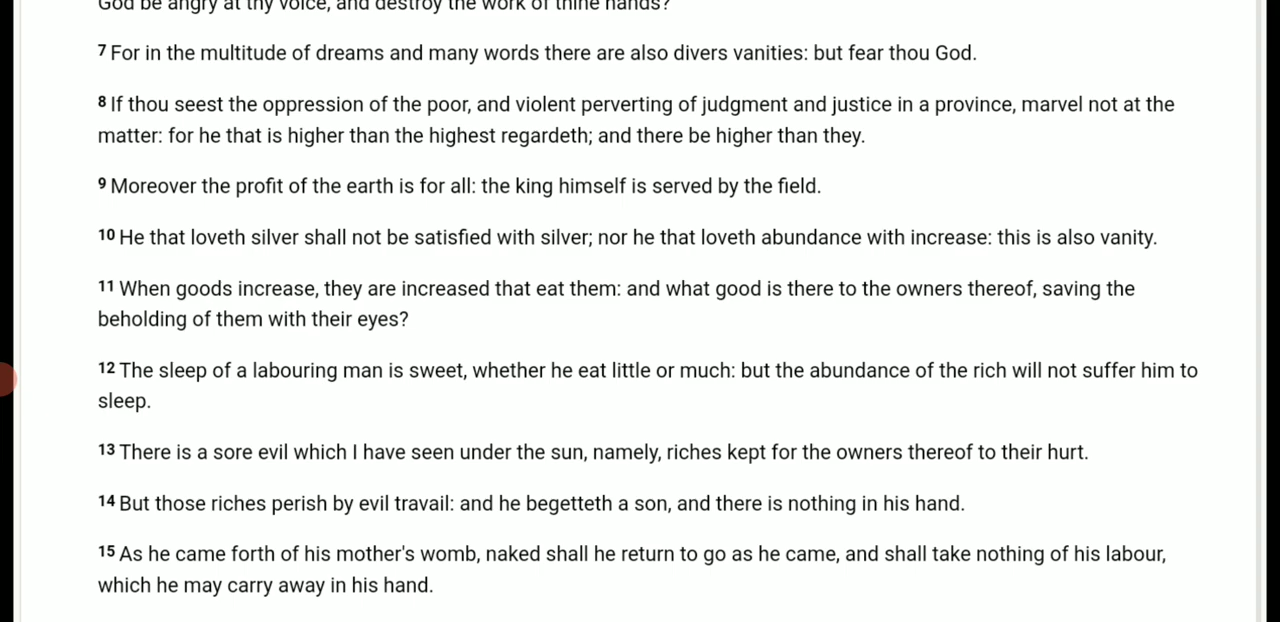 God be angry at thy voice, and destroy the work of thine hands?
7 For in the multitude of dreams and many words there are also divers vanities: but fear thou God.
8 If thou seest the oppression of the poor, and violent perverting of judgment and justice in a province, marvel not at the
matter: for he that is higher than the highest regardeth; and there be higher than they.
9 Moreover the profit of the earth is for all: the king himself is served by the field.
10 He that loveth silver shall not be satisfied with silver; nor he that loveth abundance with increase: this is also vanity.
11 When goods increase, they are increased that eat them: and what good is there to the owners thereof, saving the
beholding of them with their eyes?
12 The sleep of a labouring man is sweet, whether he eat little or much: but the abundance of the rich will not suffer him to
sleep.
13 There is a sore evil which I have seen under the sun, namely, riches kept for the owners thereof to their hurt.
14 But those riches perish by evil travail: and he begetteth a son, and there is nothing in his hand.
15 As he came forth of his mother's womb, naked shall he return to go as he came, and shall take nothing of his labour,
which he may carry away in his hand.